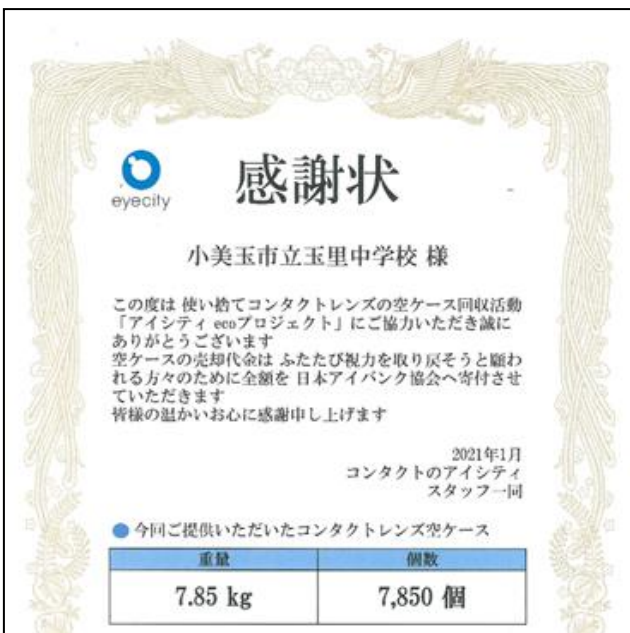 eyecity
感謝状
小美玉市立玉里中学校 様
この度は 使い捨てコンタクトレンズの空ケース回収活動
「アイシティ ecoプロジェクト」にご協力いただき誠に
ありがとうございます
空ケースの売却代金は ふたたび視力を取り戻そうと願わ
れる方々のために全額を 日本アイバンク協会へ寄付させ
ていただきます
皆様の温かいお心に感謝申し上げます
2021年1月
コンタクトのアイシティ
スタッフ一同
今回ご提供いただいたコンタクトレンズ空ケース
重量 個数
7.85 kg 7,850 個